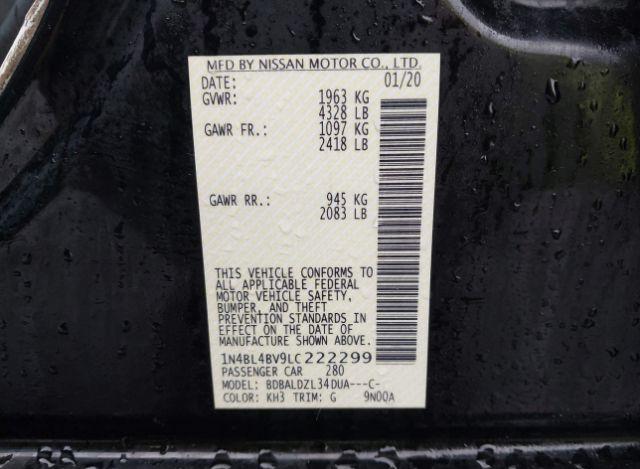 MFD BY NISSAN MOTOR CO., LTD.
DATE: 01/20
GVWR: 1963 KG
4328 LB
GAWR FR.: 1097 KG
2418 LB
GAWR RR.: 945 KG
2083 LB
THIS VEHICLE CONFORMS TO
ALL APPLICABLE FEDERAL
MOTOR VEHICLE SAFETY,
BUMPER, AND THEFT
PREVENTION STANDARDS IN
EFFECT ON THE DATE OF
MANUFACTURE SHOWN ABOVE.
1N4BL4BV9LC222299
PASSENGER CAR 280
MODEL: BDBALDZL34DUA---C-
COLOR: KH3 TRIM: G 9N00A